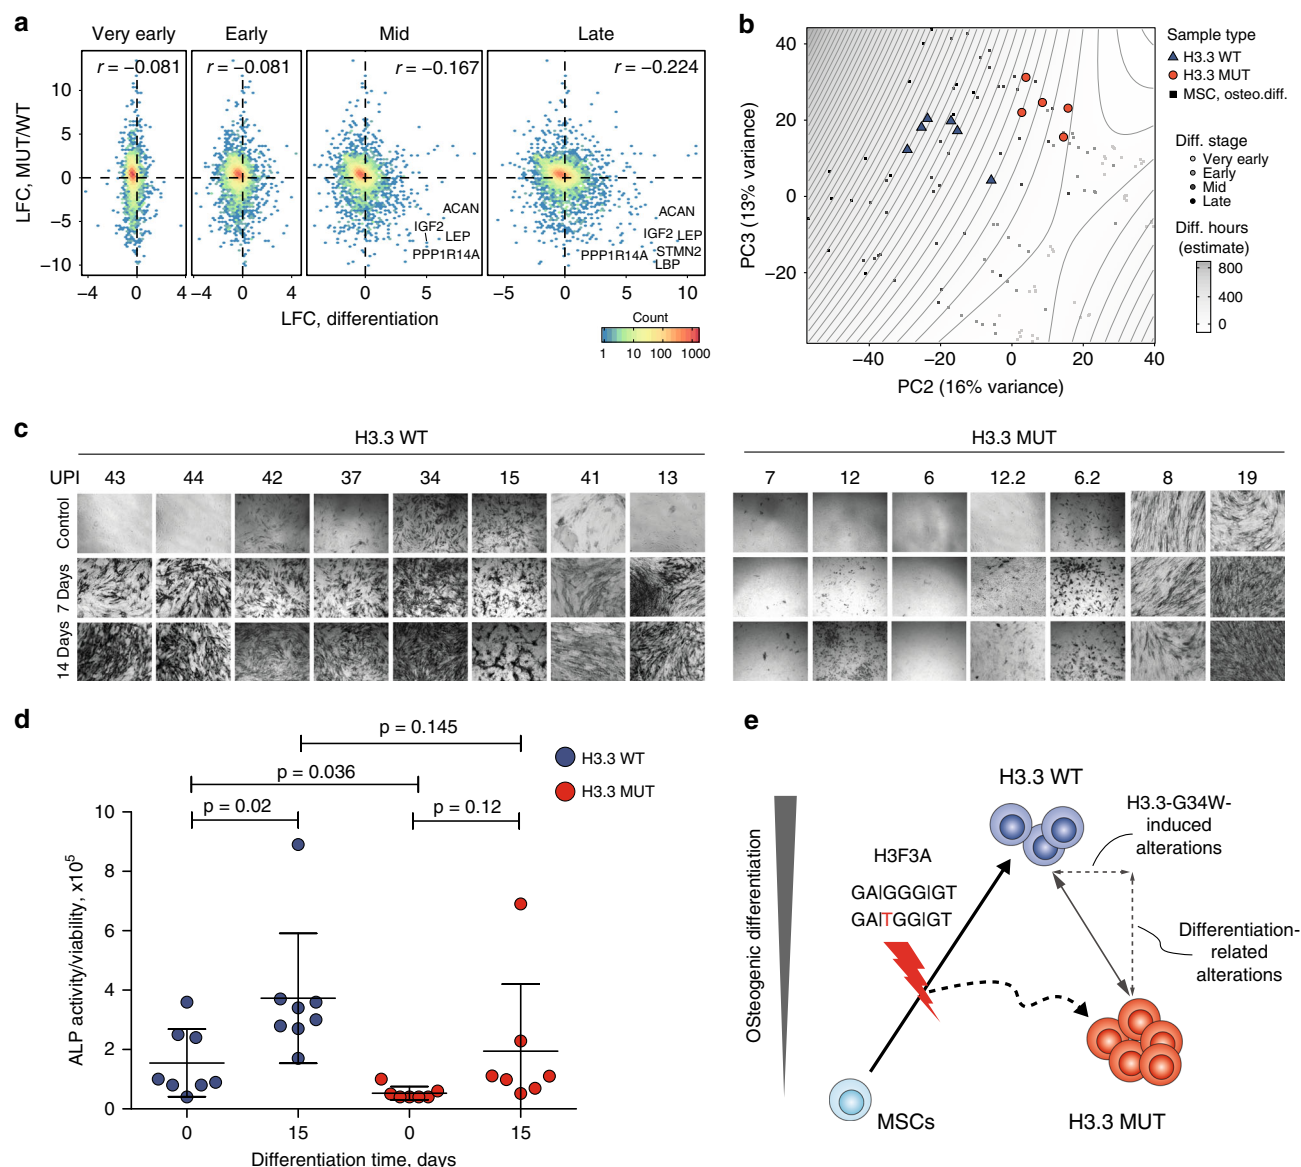 a
Very early
Early
Mid
Late
r = −0.081
r = −0.081
r = −0.167
r = −0.224
LFC, MUT/WT
10
5
0
−5
−10
ACAN
IGF2
LEP
PPP1R14A
ACAN
IGF2 LEP
STMN2
PPP1R14A
LBP
−4 0 4
−4 0 4
0 5
−5 0 5 10
LFC, differentiation
Count
1 10 100 1000
b
PC3 (13% variance)
40
20
0
−20
−40 −20 0 20 40
PC2 (16% variance)
Sample type
H3.3 WT
H3.3 MUT
MSC, osteo.diff.
Diff. stage
Very early
Early
Mid
Late
Diff. hours
(estimate)
800
400
0
c
H3.3 WT
H3.3 MUT
UPI 43 44 42 37 34 15 41 13
7 12 6 12.2 6.2 8 19
Control
7 Days
14 Days
d
p = 0.145
p = 0.036
p = 0.02
p = 0.12
H3.3 WT
H3.3 MUT
ALP activity/viability, x10⁵
10
8
6
4
2
0
0 15 0 15
Differentiation time, days
e
OSteogenic differentiation
H3.3 WT
H3.3-G34W-
induced
alterations
H3F3A
GA|GGG|GT
GA|TGG|GT
Differentiation-
related
alterations
MSCs
H3.3 MUT